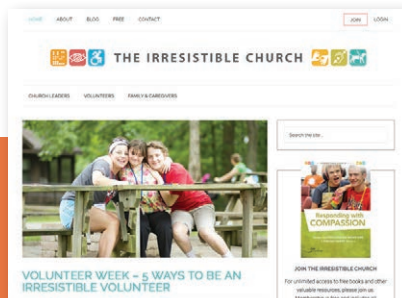 HOME ABOUT BLOG FREE CONTACT JOIN LOGIN
THE IRRESISTIBLE CHURCH
CHURCH LEADERS VOLUNTEERS FAMILY & CAREGIVERS
Search the site ...
Responding with
COMPASSION
VOLUNTEER WEEK – 5 WAYS TO BE AN
IRRESISTIBLE VOLUNTEER
JOIN THE IRRESISTIBLE CHURCH
For unlimited access to free books and other
valuable resources, please join us.